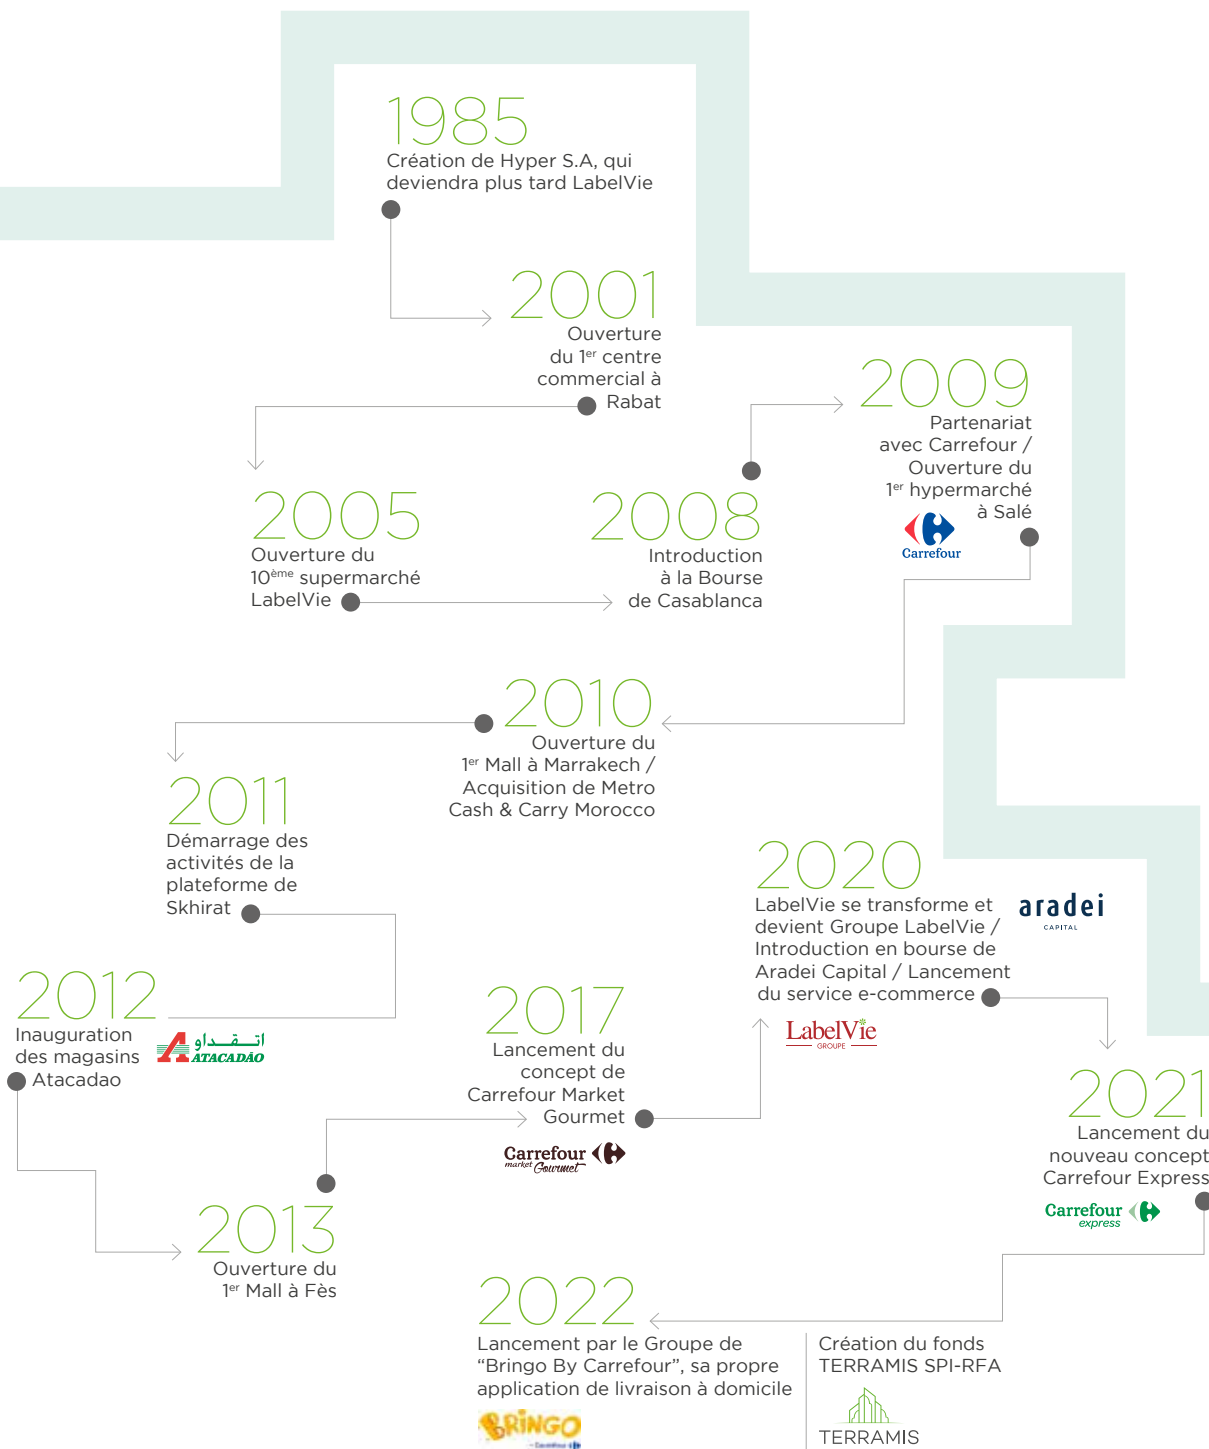 1985
Création de Hyper S.A, qui
deviendra plus tard LabelVie
2001
Ouverture
du 1er centre
commercial à
Rabat
2005
Ouverture du
10ème supermarché
LabelVie
2008
Introduction
à la Bourse
de Casablanca
2009
Partenariat
avec Carrefour /
Ouverture du
1er hypermarché
à Salé
Carrefour
2010
Ouverture du
1er Mall à Marrakech /
Acquisition de Metro
Cash & Carry Morocco
2011
Démarrage des
activités de la
plateforme de
Skhirat
2012
Inauguration
des magasins
Atacadao
اتـقــداو
ATACADÃO
2013
Ouverture du
1er Mall à Fès
2017
Lancement du
concept de
Carrefour Market
Gourmet
Carrefour
market Gourmet
2020
LabelVie se transforme et
devient Groupe LabelVie /
Introduction en bourse de
Aradei Capital / Lancement
du service e-commerce
aradei
CAPITAL
LabelVie
GROUPE
2021
Lancement du
nouveau concept
Carrefour Express
Carrefour
express
2022
Lancement par le Groupe de
“Bringo By Carrefour”, sa propre
application de livraison à domicile
BRINGO
Carrefour
Création du fonds
TERRAMIS SPI-RFA
TERRAMIS